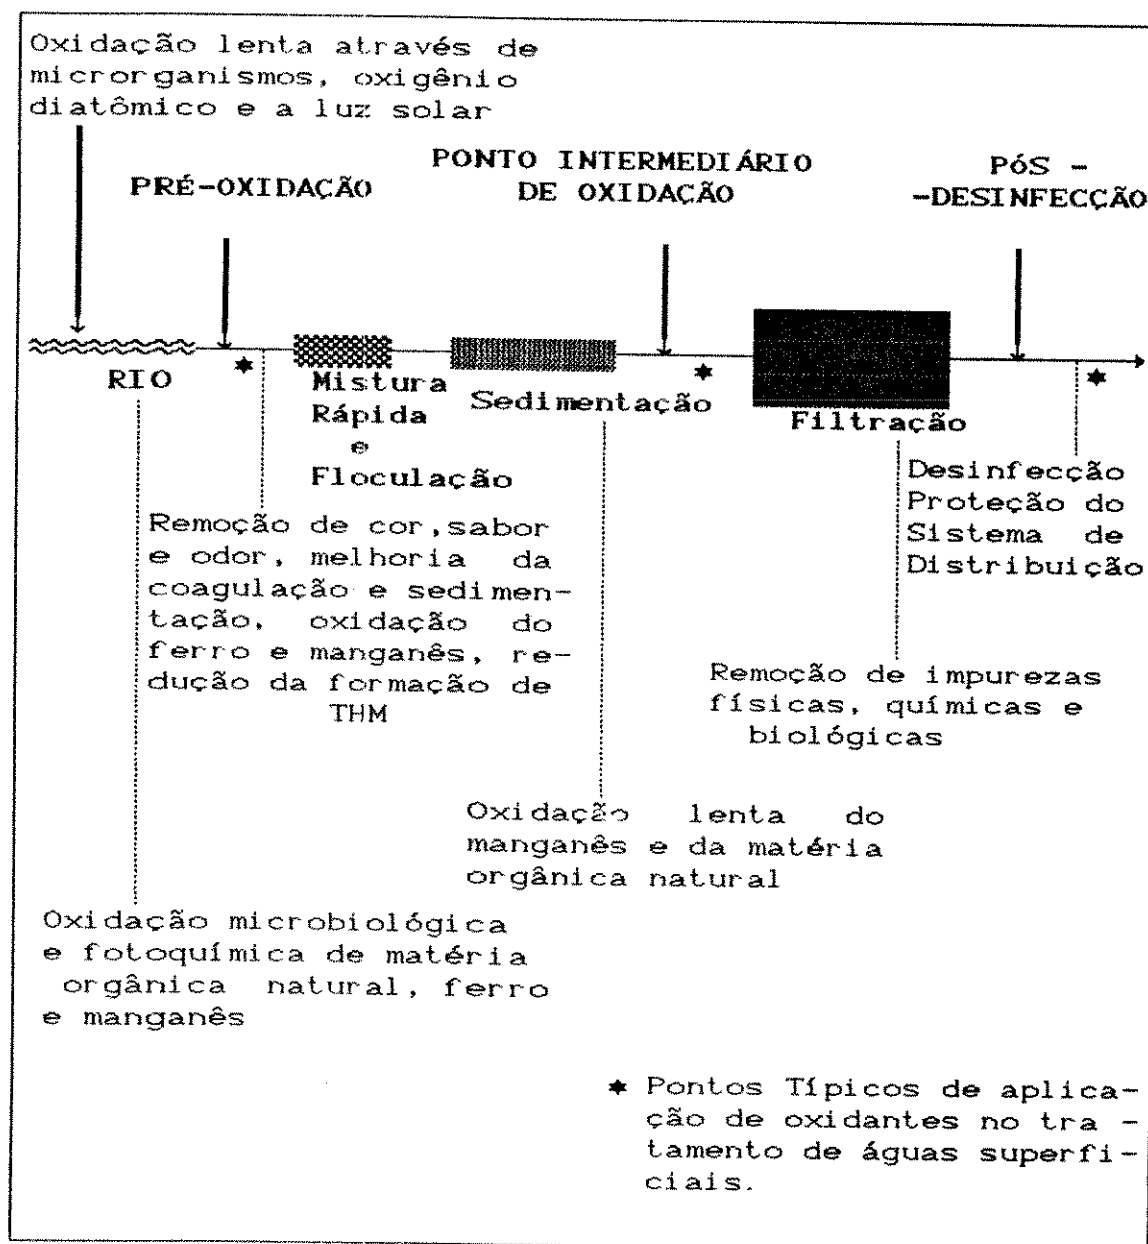 Oxidação lenta através de
microrganismos, oxigênio
diatômico e a luz solar
PRÉ-OXIDAÇÃO
PONTO INTERMEDIÁRIO
DE OXIDAÇÃO
PóS -
-DESINFECÇÃO
RIO
*
Mistura
Rápida
e
Floculação
Sedimentação
*
Filtração
*
Desinfecção
Proteção do
Sistema de
Distribuição
Remoção de cor,sabor
e odor, melhoria da
coagulação e sedimen-
tação, oxidação do
ferro e manganês, re-
dução da formação de
THM
Remoção de impurezas
físicas, químicas e
biológicas
Oxidação lenta do
manganês e da matéria
orgânica natural
Oxidação microbiológica
e fotoquímica de matéria
orgânica natural, ferro
e manganês
* Pontos Típicos de aplica-
ção de oxidantes no tra -
tamento de águas superfi-
ciais.